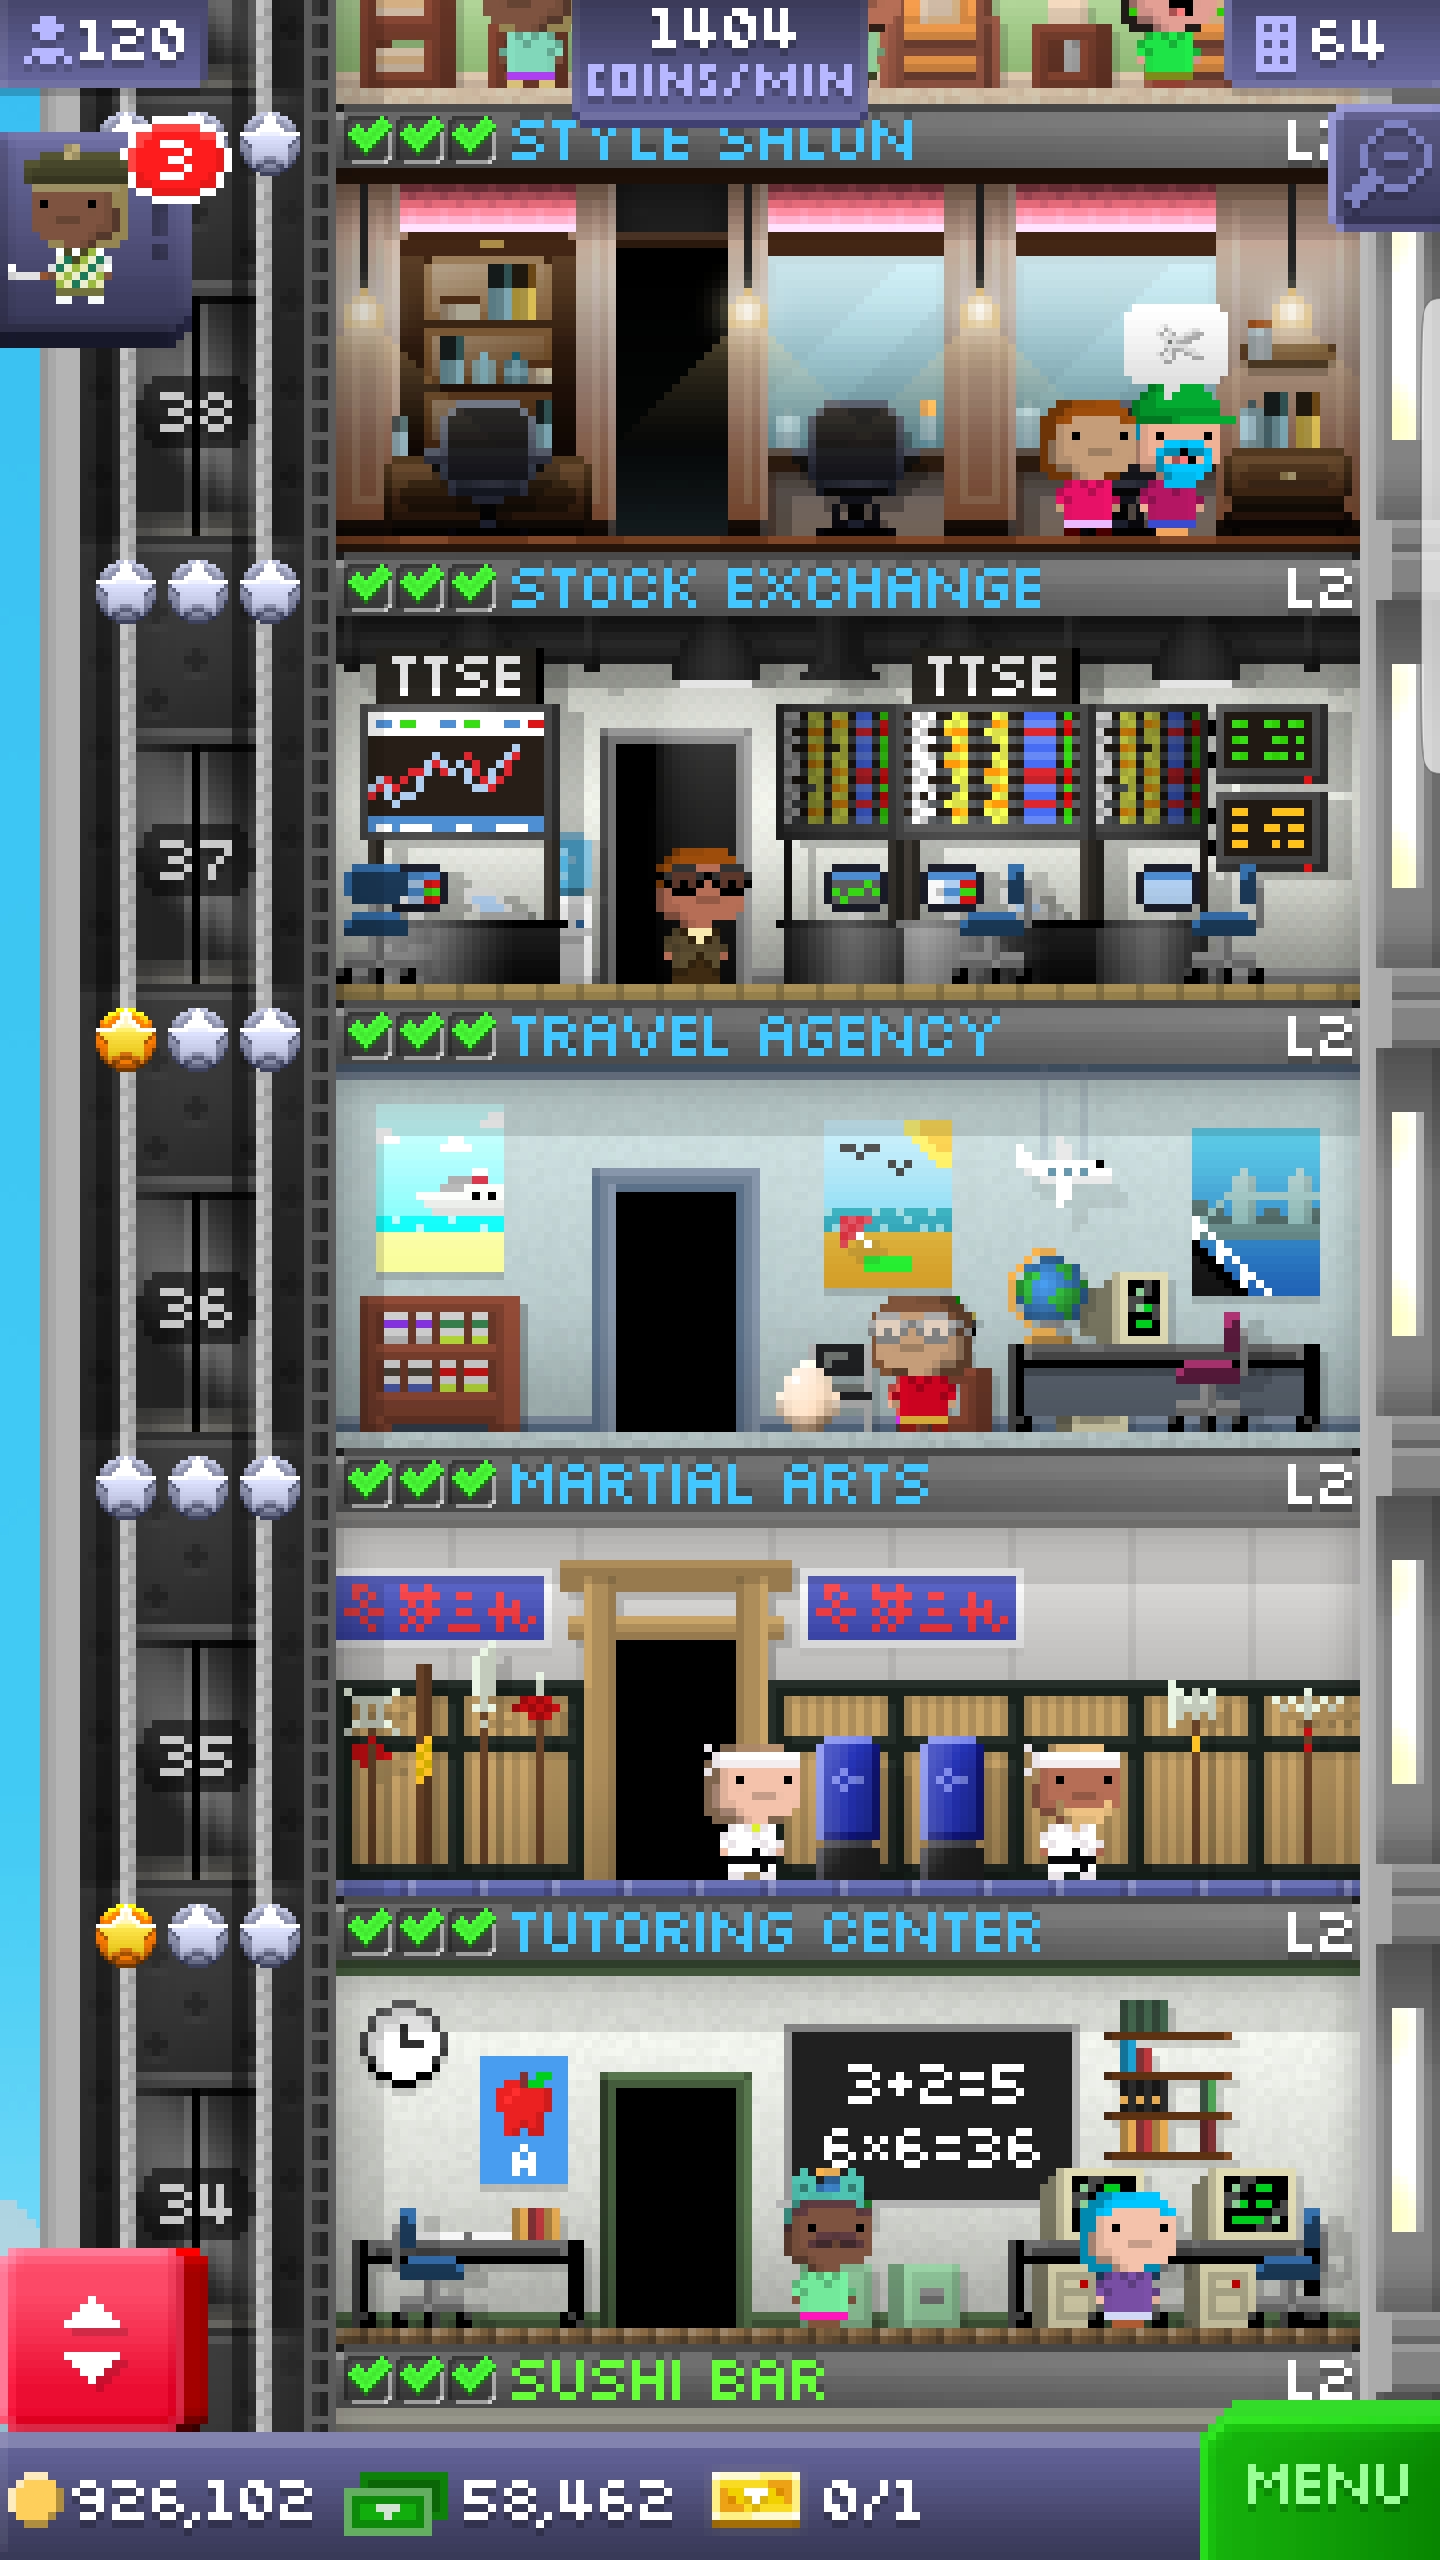 120
1404
COINS/MIN
64
3
STYLE SALON
38
STOCK EXCHANGE L2
TTSE TTSE
37
TRAVEL AGENCY L2
36
MARTIAL ARTS L2
35
TUTORING CENTER L2
3+2=5
6×6=36
A
34
SUSHI BAR L2
926,102 58,462 0/1
MENU